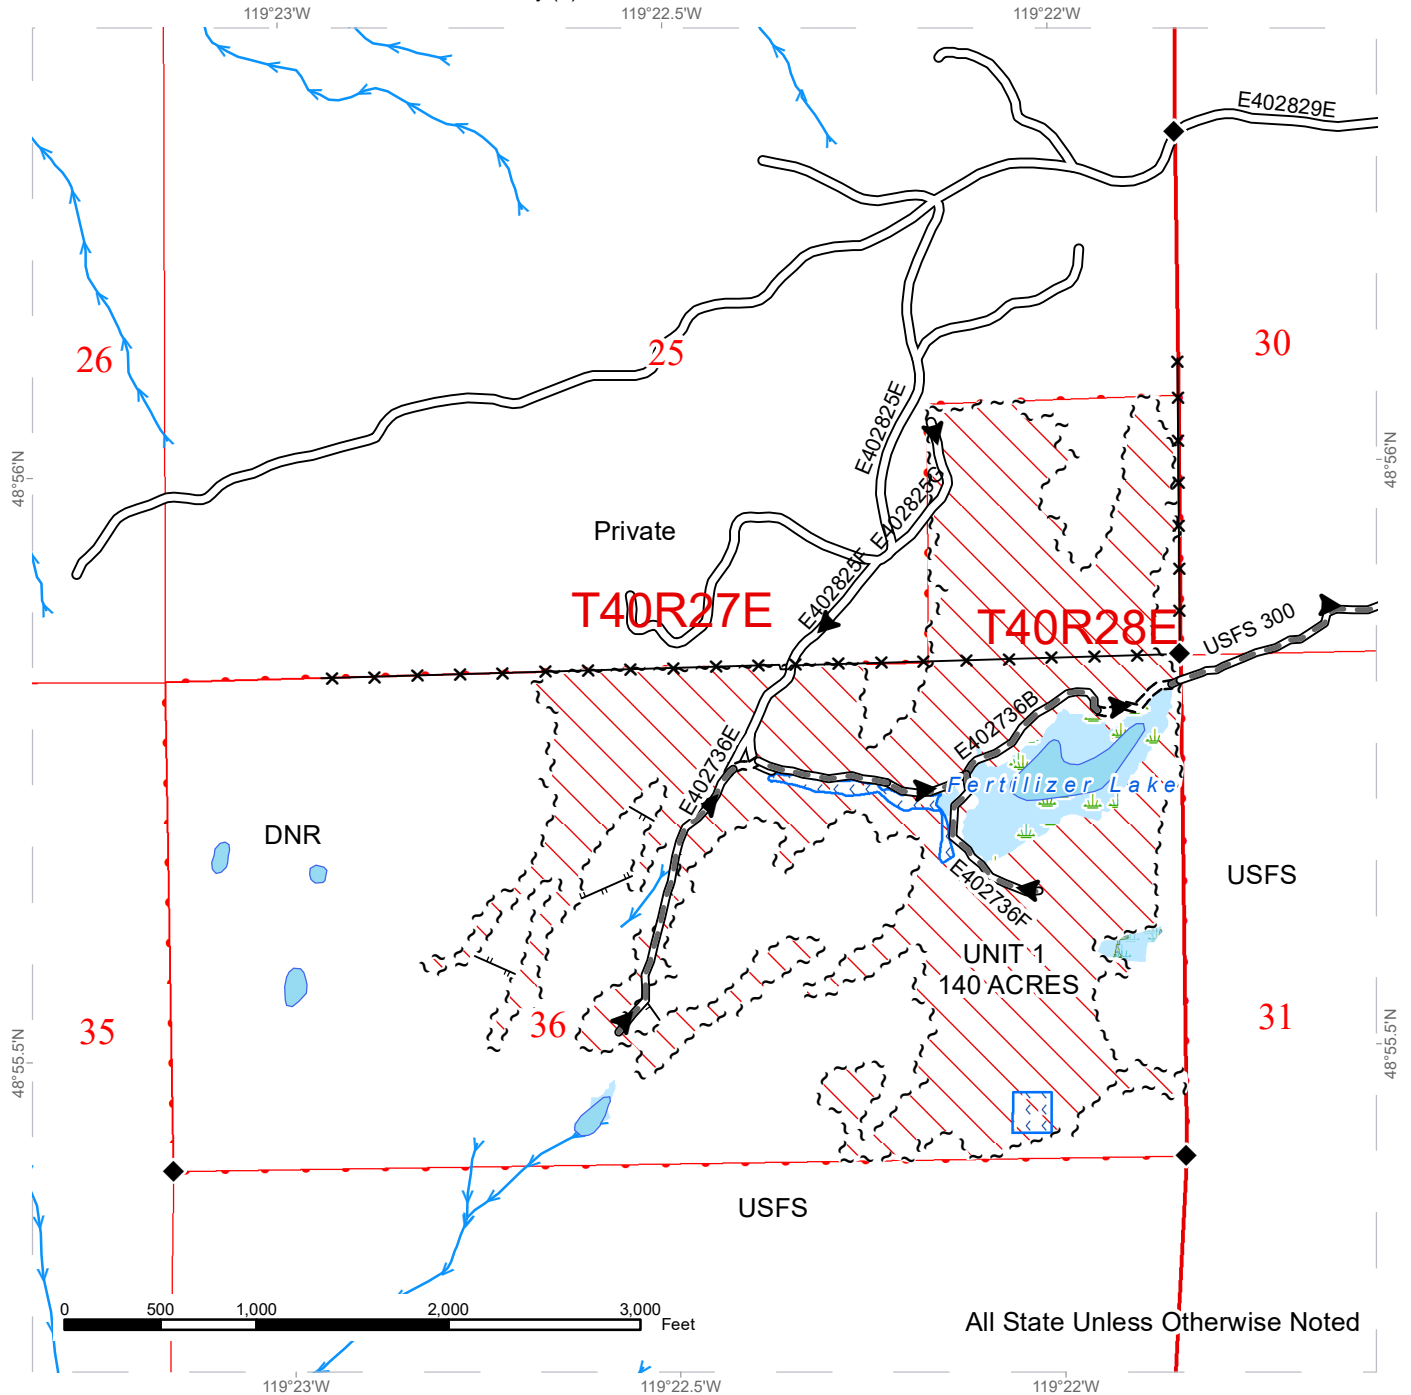 119°23'W
119°22.5'W
119°22'W
E402829E
26
25
30
E402825E
48°56'N
48°56'N
E402825G
Private
E402825F
T40R27E
T40R28E
USFS 300
E402736B
E402736E
Fertilizer Lake
DNR
USFS
E402736F
UNIT 1
140 ACRES
35
36
31
48°55.5'N
48°55.5'N
USFS
0 500 1,000 2,000 3,000
Feet
All State Unless Otherwise Noted
119°23'W
119°22.5'W
119°22'W